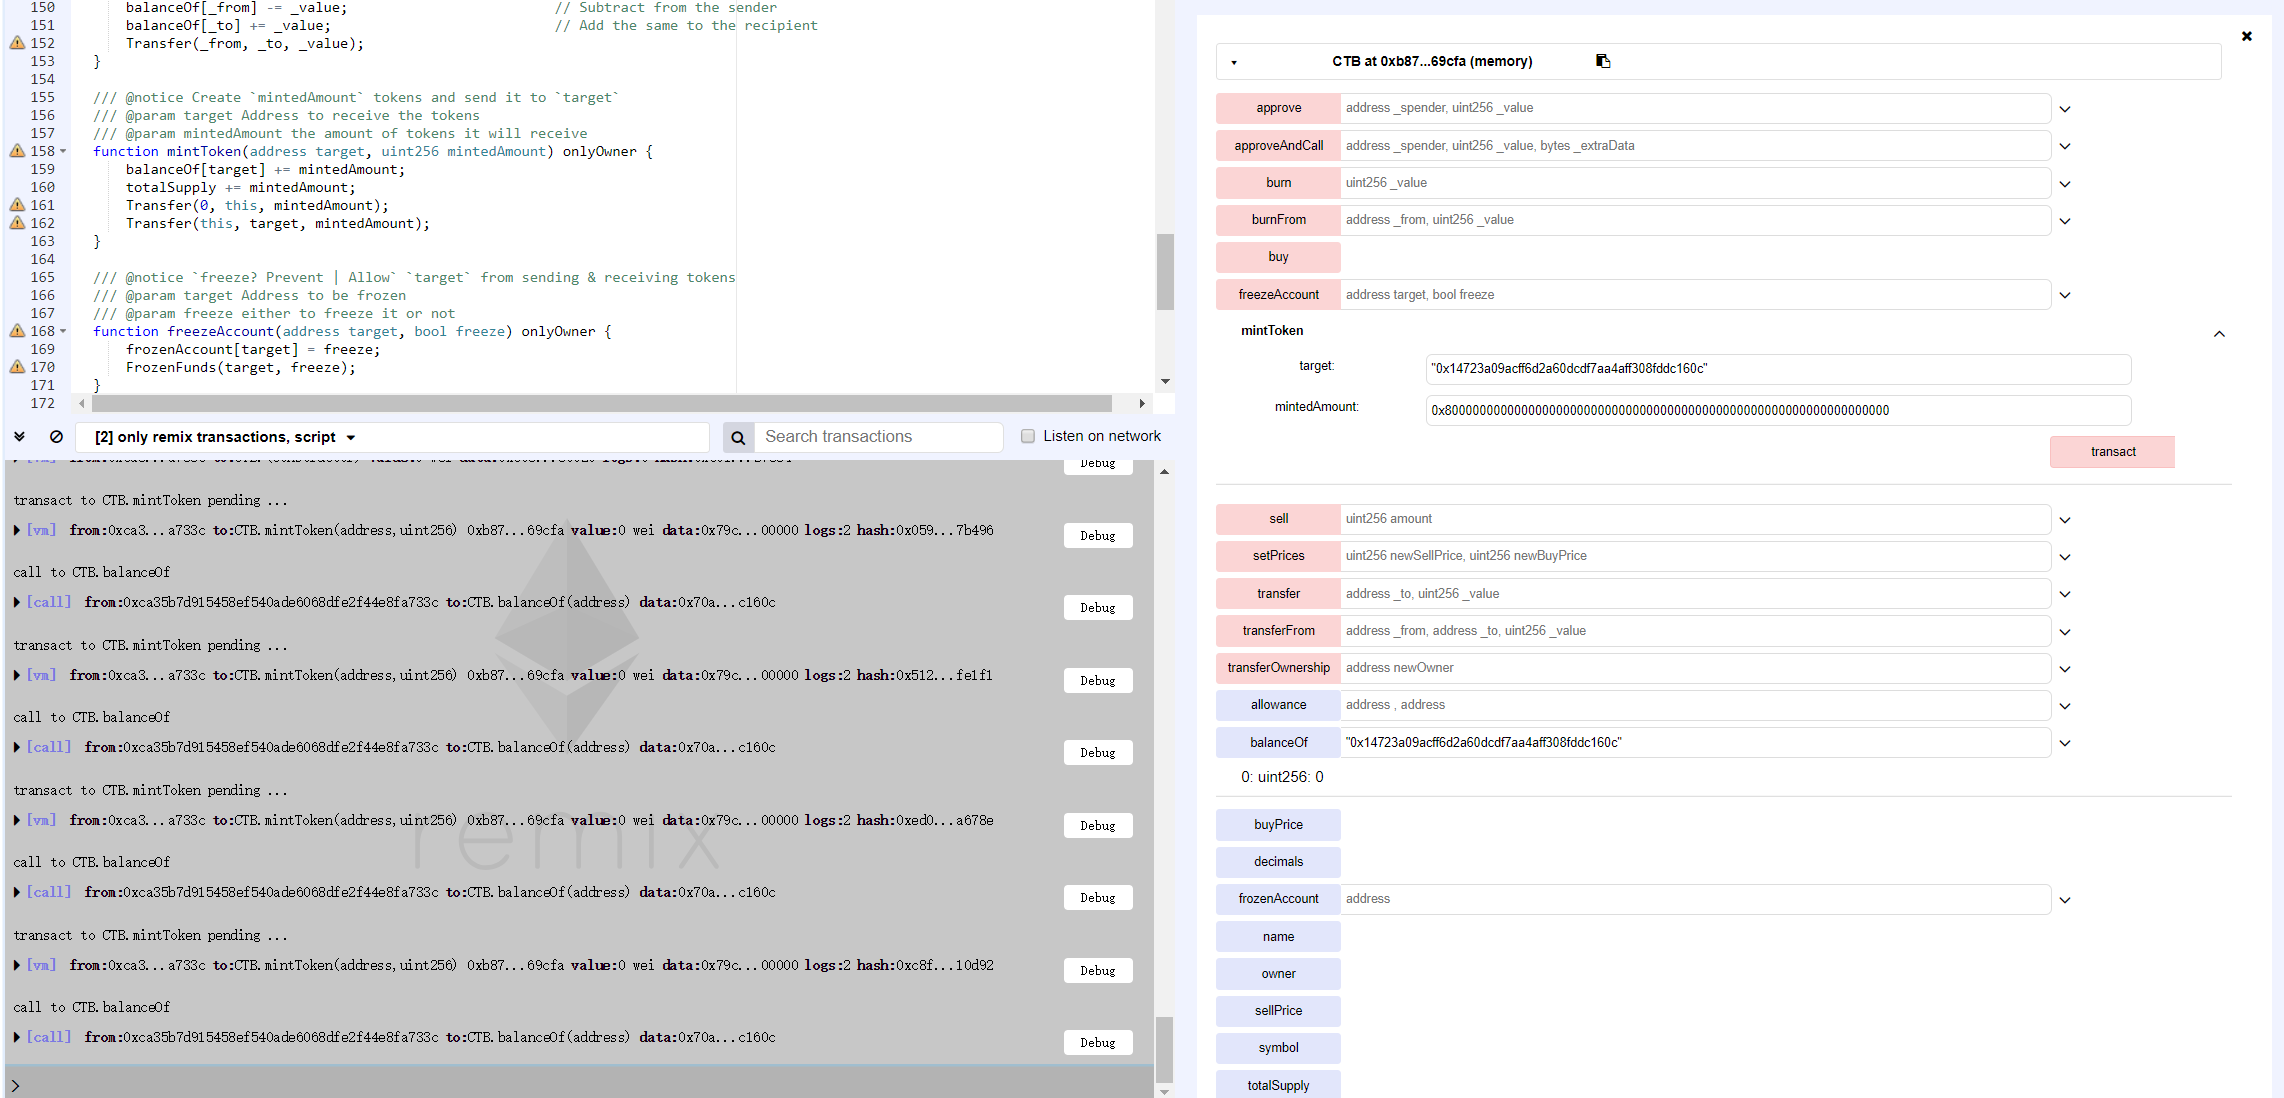 150 balanceOf[_from] -= _value; // Subtract from the sender
151 balanceOf[_to] += _value; // Add the same to the recipient
152 Transfer(_from, _to, _value);
153 }
154
155 /// @notice Create `mintedAmount` tokens and send it to `target`
156 /// @param target Address to receive the tokens
157 /// @param mintedAmount the amount of tokens it will receive
158 function mintToken(address target, uint256 mintedAmount) onlyOwner {
159 balanceOf[target] += mintedAmount;
160 totalSupply += mintedAmount;
161 Transfer(0, this, mintedAmount);
162 Transfer(this, target, mintedAmount);
163 }
164
165 /// @notice `freeze? Prevent | Allow` `target` from sending & receiving tokens
166 /// @param target Address to be frozen
167 /// @param freeze either to freeze it or not
168 function freezeAccount(address target, bool freeze) onlyOwner {
169 frozenAccount[target] = freeze;
170 FrozenFunds(target, freeze);
171 }
172
[2] only remix transactions, script
Search transactions
Listen on network
Debug
transact to CTB.mintToken pending ...
[vm] from:0xca3...a733c to:CTB.mintToken(address,uint256) 0xb87...69cfa value:0 wei data:0x79c...00000 logs:2 hash:0x059...7b496 Debug
call to CTB.balanceOf
[call] from:0xca35b7d915458ef540ade6068dfe2f44e8fa733c to:CTB.balanceOf(address) data:0x70a...c160c Debug
transact to CTB.mintToken pending ...
[vm] from:0xca3...a733c to:CTB.mintToken(address,uint256) 0xb87...69cfa value:0 wei data:0x79c...00000 logs:2 hash:0x512...fe1f1 Debug
call to CTB.balanceOf
[call] from:0xca35b7d915458ef540ade6068dfe2f44e8fa733c to:CTB.balanceOf(address) data:0x70a...c160c Debug
transact to CTB.mintToken pending ...
[vm] from:0xca3...a733c to:CTB.mintToken(address,uint256) 0xb87...69cfa value:0 wei data:0x79c...00000 logs:2 hash:0xed0...a678e Debug
remix
call to CTB.balanceOf
[call] from:0xca35b7d915458ef540ade6068dfe2f44e8fa733c to:CTB.balanceOf(address) data:0x70a...c160c Debug
transact to CTB.mintToken pending ...
[vm] from:0xca3...a733c to:CTB.mintToken(address,uint256) 0xb87...69cfa value:0 wei data:0x79c...00000 logs:2 hash:0xc8f...10d92 Debug
call to CTB.balanceOf
[call] from:0xca35b7d915458ef540ade6068dfe2f44e8fa733c to:CTB.balanceOf(address) data:0x70a...c160c Debug
>
CTB at 0xb87...69cfa (memory)
approve address _spender, uint256 _value
approveAndCall address _spender, uint256 _value, bytes _extraData
burn uint256 _value
burnFrom address _from, uint256 _value
buy
freezeAccount address target, bool freeze
mintToken
target: "0x14723a09acff6d2a60dcdf7aa4aff308fddc160c"
mintedAmount: 0x8000000000000000000000000000000000000000000000000000000000000000
transact
sell uint256 amount
setPrices uint256 newSellPrice, uint256 newBuyPrice
transfer address _to, uint256 _value
transferFrom address _from, address _to, uint256 _value
transferOwnership address newOwner
allowance address , address
balanceOf "0x14723a09acff6d2a60dcdf7aa4aff308fddc160c"
0: uint256: 0
buyPrice
decimals
frozenAccount address
name
owner
sellPrice
symbol
totalSupply